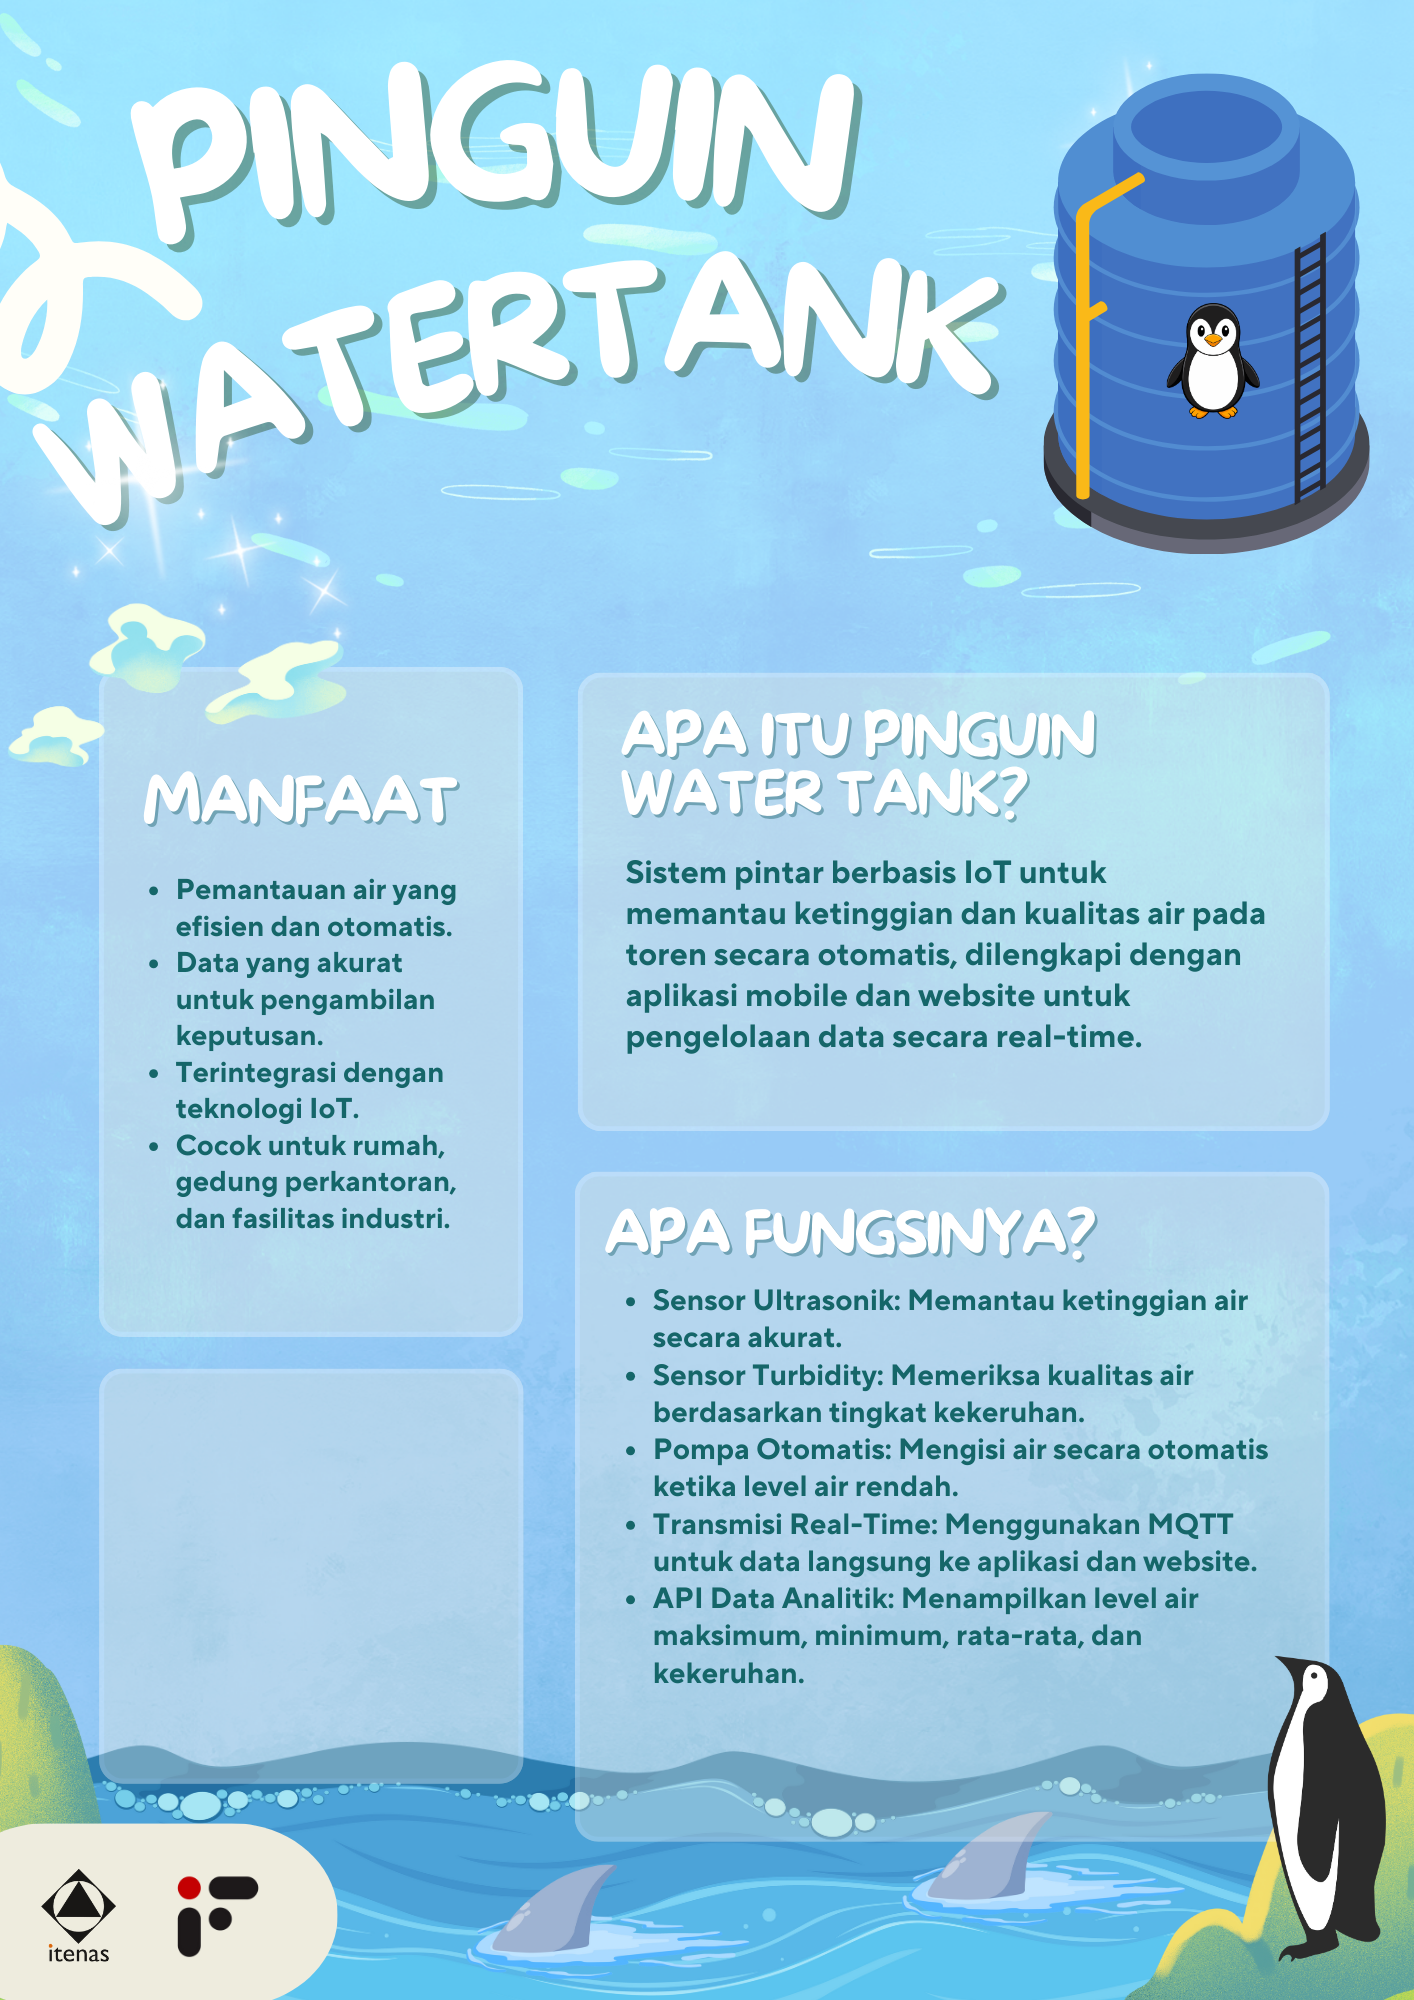 PINGUIN
WATERTANK
MANFAAT
• Pemantauan air yang
efisien dan otomatis.
• Data yang akurat
untuk pengambilan
keputusan.
• Terintegrasi dengan
teknologi IoT.
• Cocok untuk rumah,
gedung perkantoran,
dan fasilitas industri.
APA ITU PINGUIN
WATER TANK?
Sistem pintar berbasis IoT untuk
memantau ketinggian dan kualitas air pada
toren secara otomatis, dilengkapi dengan
aplikasi mobile dan website untuk
pengelolaan data secara real-time.
APA FUNGSINYA?
• Sensor Ultrasonik: Memantau ketinggian air
secara akurat.
• Sensor Turbidity: Memeriksa kualitas air
berdasarkan tingkat kekeruhan.
• Pompa Otomatis: Mengisi air secara otomatis
ketika level air rendah.
• Transmisi Real-Time: Menggunakan MQTT
untuk data langsung ke aplikasi dan website.
• API Data Analitik: Menampilkan level air
maksimum, minimum, rata-rata, dan
kekeruhan.
itenas